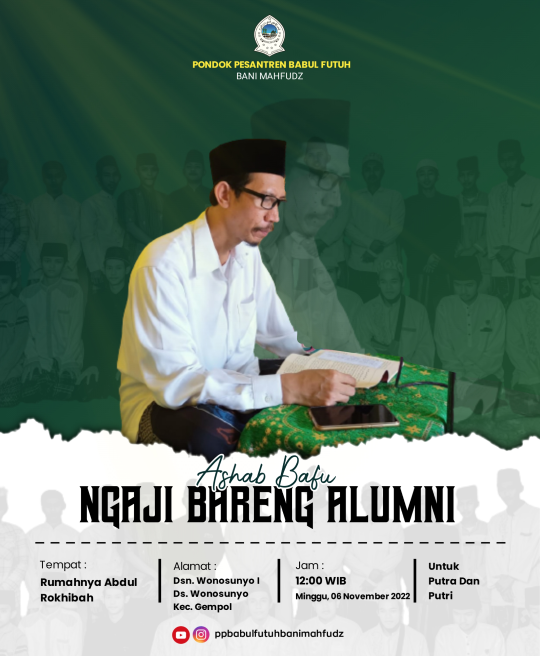 PONDOK PESANTREN BABUL FUTUH
BANI MAHFUDZ
Ashab Bafu
NGAJI BARENG ALUMNI
Tempat :
Rumahnya Abdul
Rokhibah
Alamat :
Dsn. Wonosunyo I
Ds. Wonosunyo
Kec. Gempol
Jam :
12:00 WIB
Minggu, 06 November 2022
Untuk
Putra Dan
Putri
ppbabulfutuhbanimahfudz